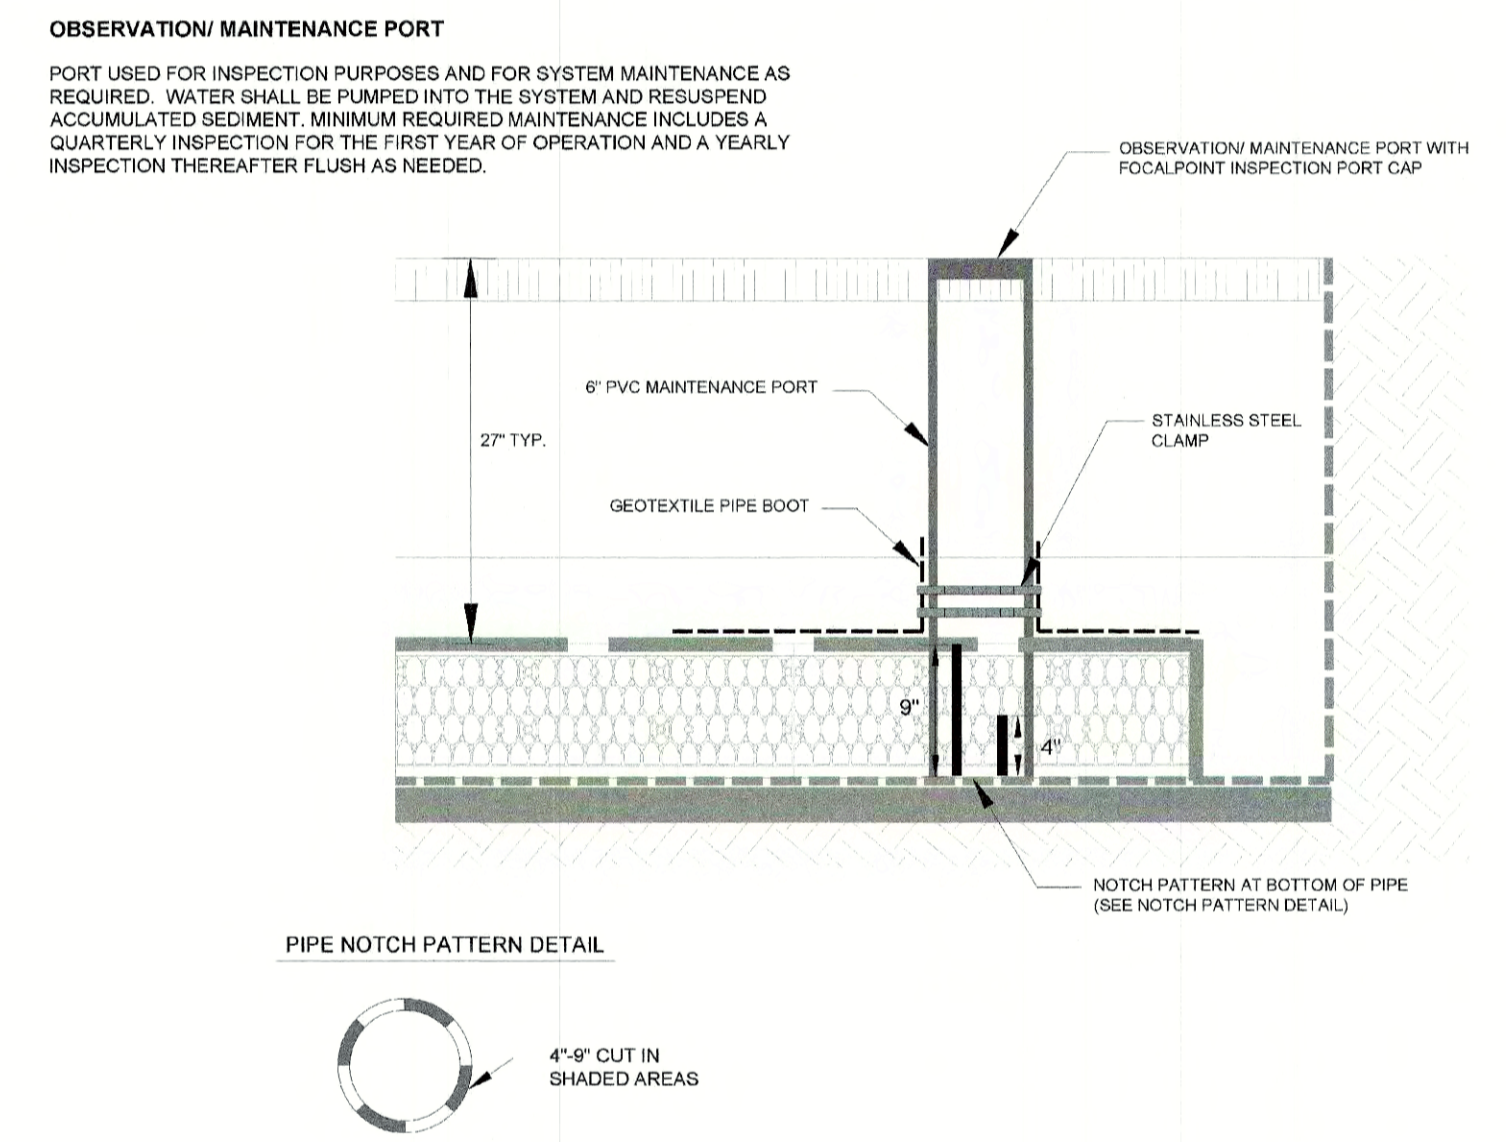 OBSERVATION/ MAINTENANCE PORT
PORT USED FOR INSPECTION PURPOSES AND FOR SYSTEM MAINTENANCE AS
REQUIRED. WATER SHALL BE PUMPED INTO THE SYSTEM AND RESUSPEND
ACCUMULATED SEDIMENT. MINIMUM REQUIRED MAINTENANCE INCLUDES A
QUARTERLY INSPECTION FOR THE FIRST YEAR OF OPERATION AND A YEARLY
INSPECTION THEREAFTER FLUSH AS NEEDED.
OBSERVATION/ MAINTENANCE PORT WITH
FOCALPOINT INSPECTION PORT CAP
6" PVC MAINTENANCE PORT
STAINLESS STEEL
CLAMP
27" TYP.
GEOTEXTILE PIPE BOOT
9"
4"
NOTCH PATTERN AT BOTTOM OF PIPE
(SEE NOTCH PATTERN DETAIL)
PIPE NOTCH PATTERN DETAIL
4"-9" CUT IN
SHADED AREAS